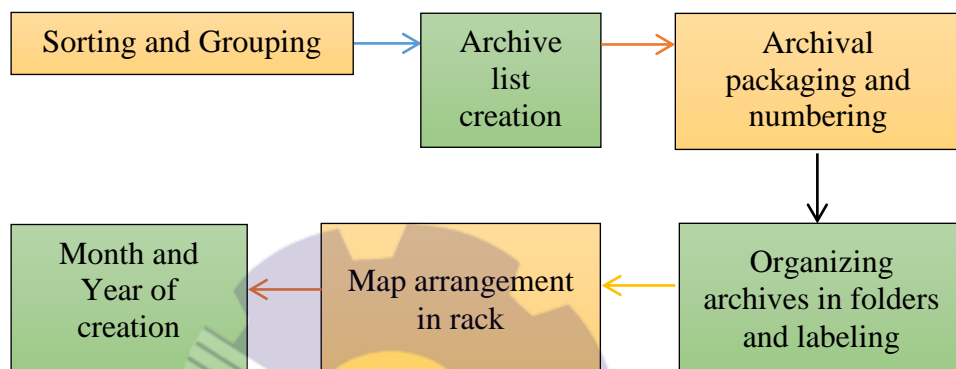 Sorting and Grouping
Archive
list
creation
Archival
packaging and
numbering
Organizing
archives in folders
and labeling
Map arrangement
in rack
Month and
Year of
creation